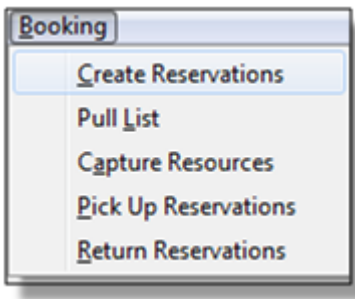 Booking
Create Reservations
Pull List
Capture Resources
Pick Up Reservations
Return Reservations